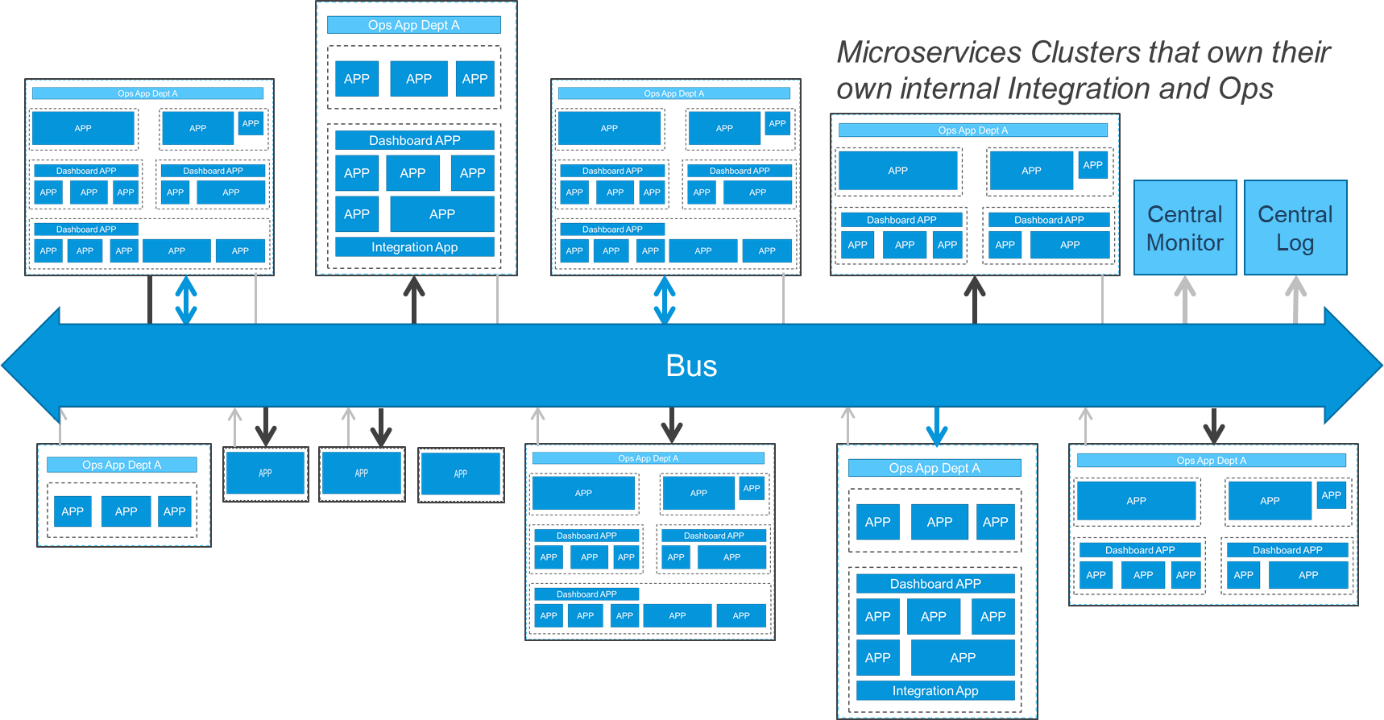 Microservices Clusters that own their
own internal Integration and Ops
Ops App Dept A
APP APP APP
Dashboard APP Dashboard APP
APP APP APP APP APP
Dashboard APP
APP APP APP APP APP
Ops App Dept A
APP APP APP
Dashboard APP
APP APP APP
APP APP
Integration App
Ops App Dept A
APP APP APP
Dashboard APP Dashboard APP
APP APP APP APP APP
Dashboard APP
APP APP APP APP APP
Ops App Dept A
APP APP APP
Dashboard APP Dashboard APP
APP APP APP APP APP
Central
Monitor
Central
Log
Bus
Ops App Dept A
APP APP APP
APP
APP
APP
Ops App Dept A
APP APP APP
Dashboard APP Dashboard APP
APP APP APP APP APP
Dashboard APP
APP APP APP APP APP
Ops App Dept A
APP APP APP
Dashboard APP
APP APP APP
APP APP
Integration App
Ops App Dept A
APP APP APP
Dashboard APP Dashboard APP
APP APP APP APP APP